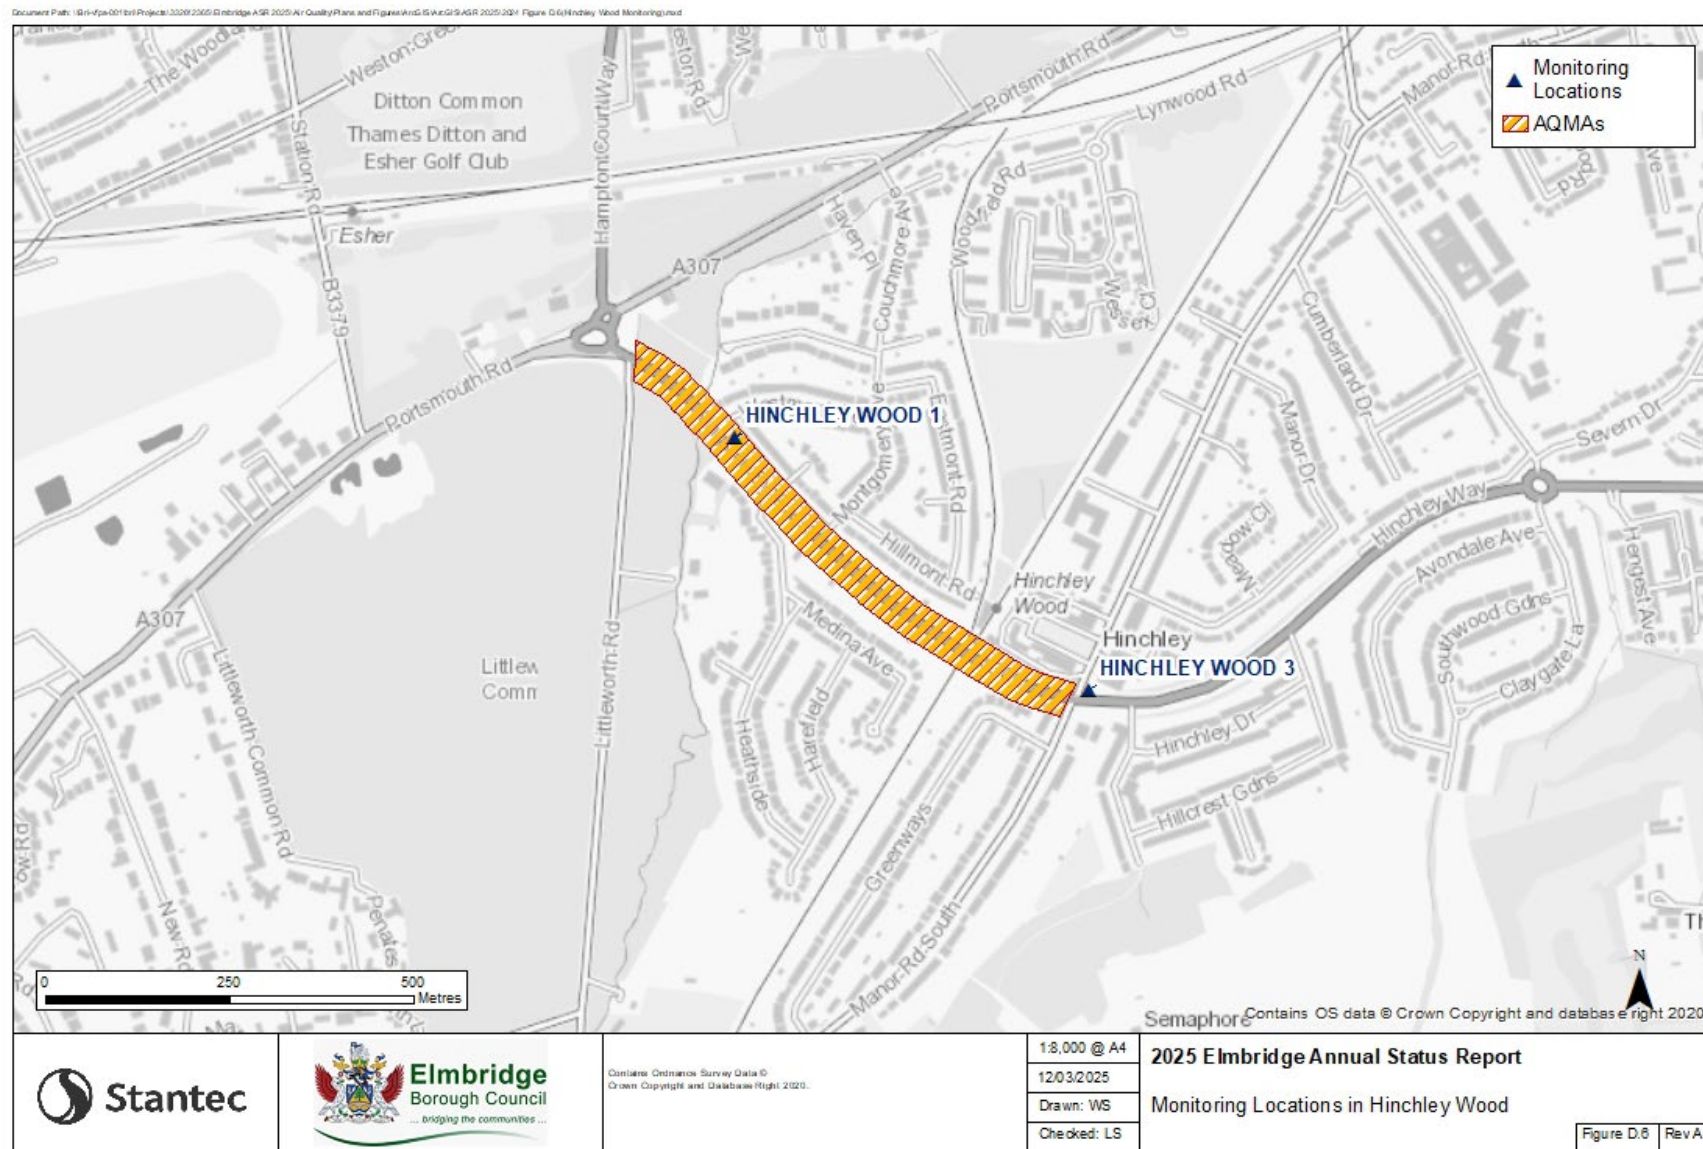 Monitoring
Locations
AQMAs
Weston Green
The Wood
Station Rd
Ditton Common
Thames Ditton and
Esher Golf Club
Hampton Court Way
Portsmouth Rd
Lynwood Rd
Manor Rd
Esher
B3379
A307
Haven Pl
Couchmore Ave
Woodfield Rd
Wessex Cl
Cumberland Dr
Portsmouth Rd
HINCHLEY WOOD 1
Eastmont Rd
Montgomery Ave
Manor Dr
Severn Dr
Hillmont Rd
Meadow Cl
Hinchley Way
Avondale Ave
Hengest Ave
Hinchley
Wood
A307
Medina Ave
Southwood Gdns
Claygate La
Hinchley
HINCHLEY WOOD 3
Littlew
Comn
Littleworth Rd
Littleworth Common Rd
Heathside
Harefield
Hinchley Dr
Hillcrest Gdns
Greenways
Manor Rd South
New Rd
Penates
0 250 500
Metres
N
Semaphore
Contains OS data © Crown Copyright and database right 2020
Stantec
Elmbridge
Borough Council
... bridging the communities ...
Contains Ordnance Survey Data ©
Crown Copyright and Database Right 2020.
1:8,000 @ A4
12/03/2025
Drawn: WS
Checked: LS
2025 Elmbridge Annual Status Report
Monitoring Locations in Hinchley Wood
Figure D.6
Rev A